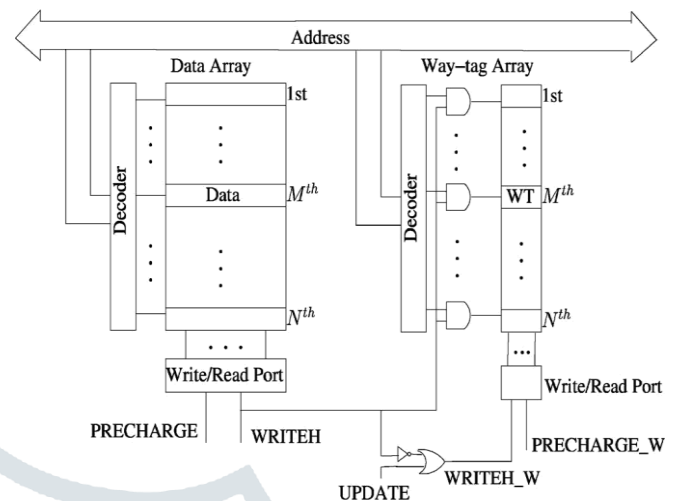 Address
Data Array
Way-tag Array
1st
1st
Decoder
Decoder
Data
Mth
WT
Mth
Nth
Nth
Write/Read Port
Write/Read Port
PRECHARGE
WRITEH
PRECHARGE_W
WRITEH_W
UPDATE